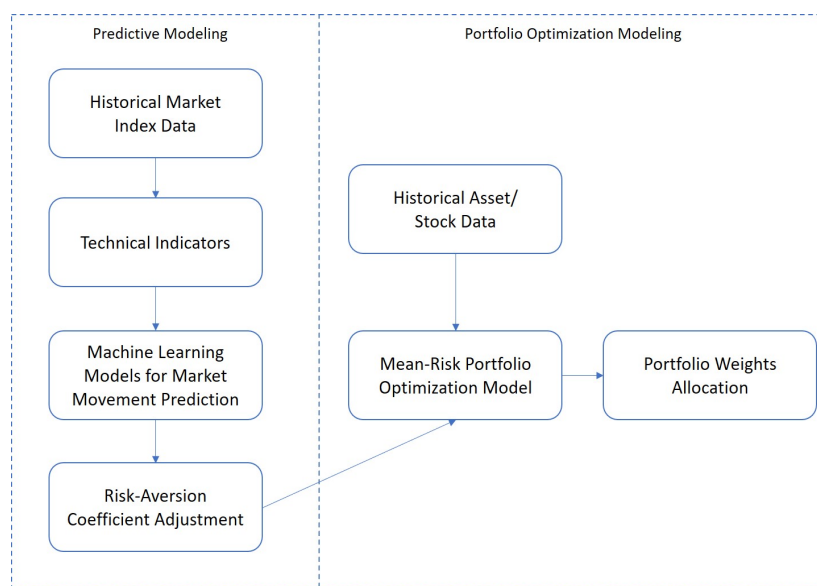 Predictive Modeling
Historical Market
Index Data
Technical Indicators
Machine Learning
Models for Market
Movement Prediction
Risk-Aversion
Coefficient Adjustment
Portfolio Optimization Modeling
Historical Asset/
Stock Data
Mean-Risk Portfolio
Optimization Model
Portfolio Weights
Allocation